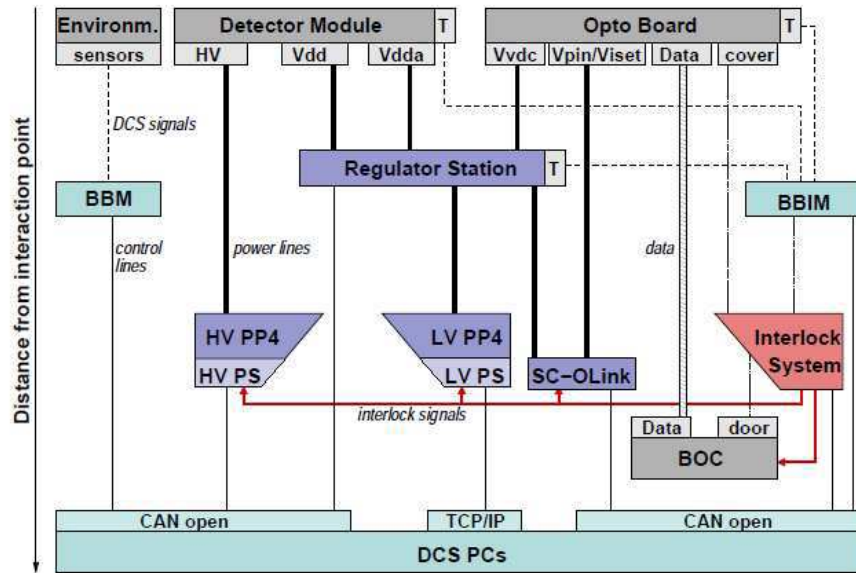 Environm.
sensors
Detector Module
T
HV
Vdd
Vdda
Opto Board
T
Vvdc
Vpin/Viset
Data
cover
DCS signals
Regulator Station
T
BBM
BBIM
control
lines
power lines
data
Distance from interaction point
HV PP4
HV PS
LV PP4
LV PS
SC-OLink
Interlock
System
interlock signals
Data
door
BOC
CAN open
TCP/IP
CAN open
DCS PCs